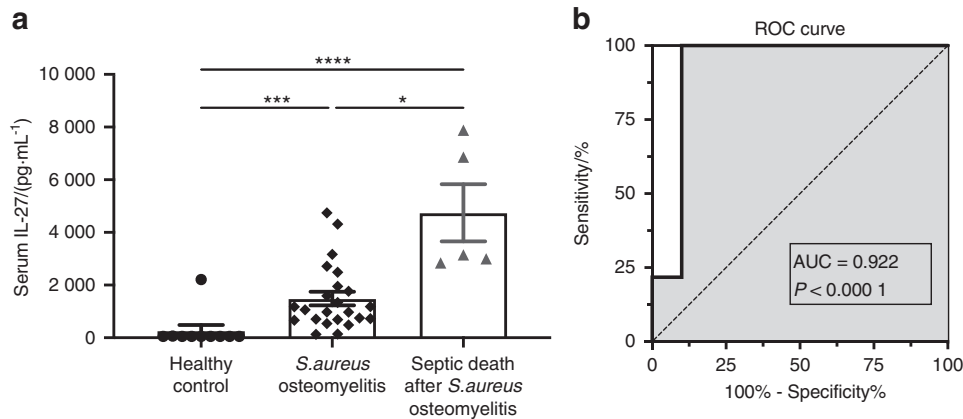 a
Serum IL-27/(pg·mL-1)
10 000
8 000
6 000
4 000
2 000
0
****
***
*
Healthy
control
S.aureus
osteomyelitis
Septic death
after S.aureus
osteomyelitis
b
ROC curve
Sensitivity/%
100
75
50
25
0
AUC = 0.922
P < 0.000 1
0 25 50 75 100
100% - Specificity%